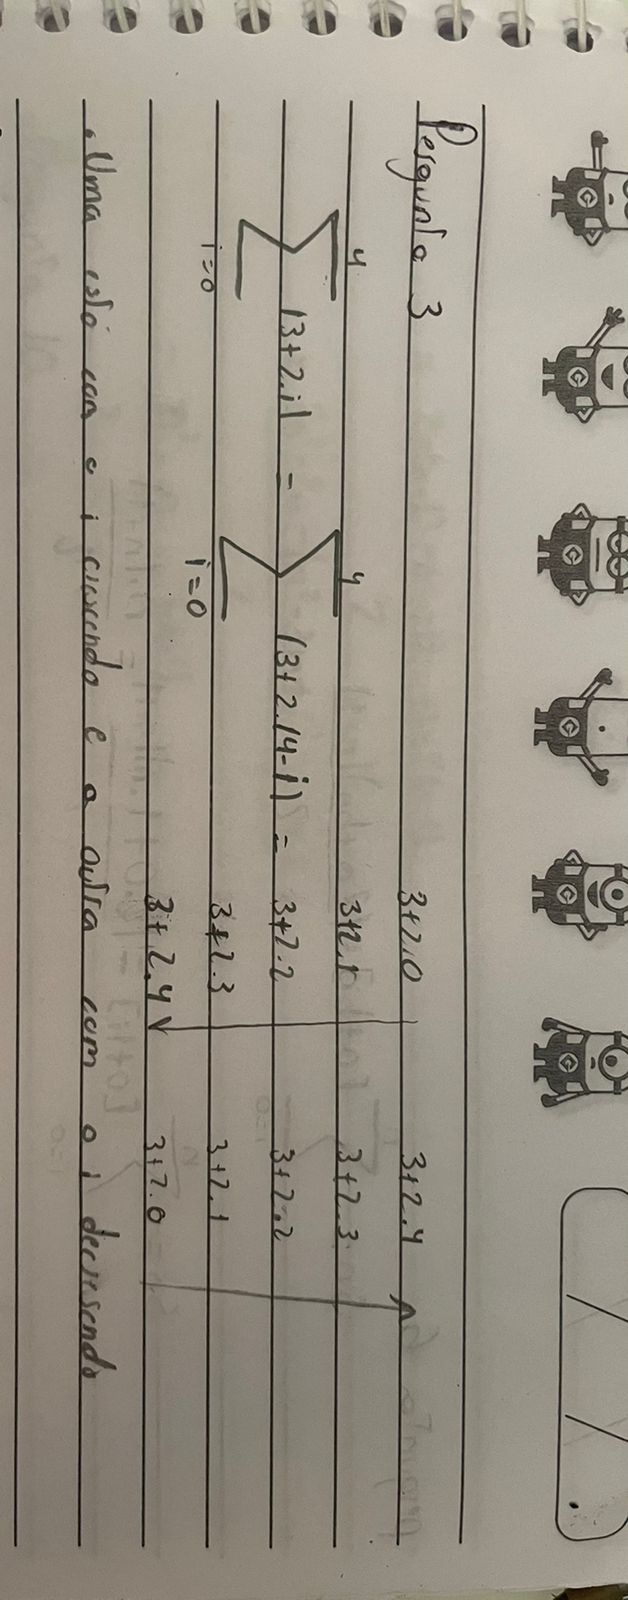 Pergunta 3
4 4 3+2.0 3+2.4
∑ (3+2.i) = ∑ (3+2.(4-i) = 3+2.1 3+2.3
i=0 i=0 3+2.2 3+2.2
3+2.3 3+2.1
3+2.4 3+2.0
. Uma está com o i crescendo e a outra com o i decrescendo